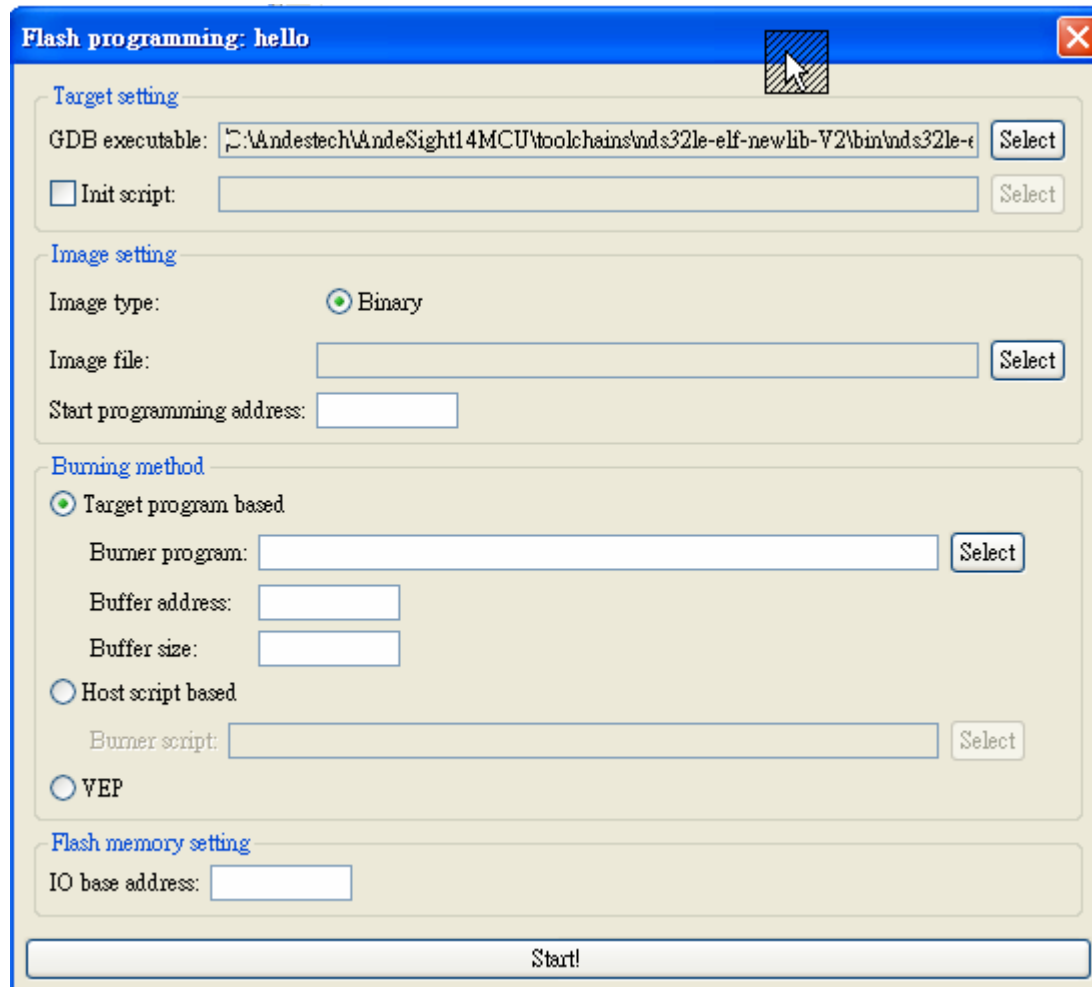 Flash programming: hello
Target setting
GDB executable: C:\Andestech\AndeSight14MCU\toolchains\nds32le-elf-newlib-V2\bin\nds32le-e Select
Init script: Select
Image setting
Image type: Binary
Image file: Select
Start programming address:
Burning method
Target program based
Burner program: Select
Buffer address:
Buffer size:
Host script based
Burner script: Select
VEP
Flash memory setting
IO base address:
Start!